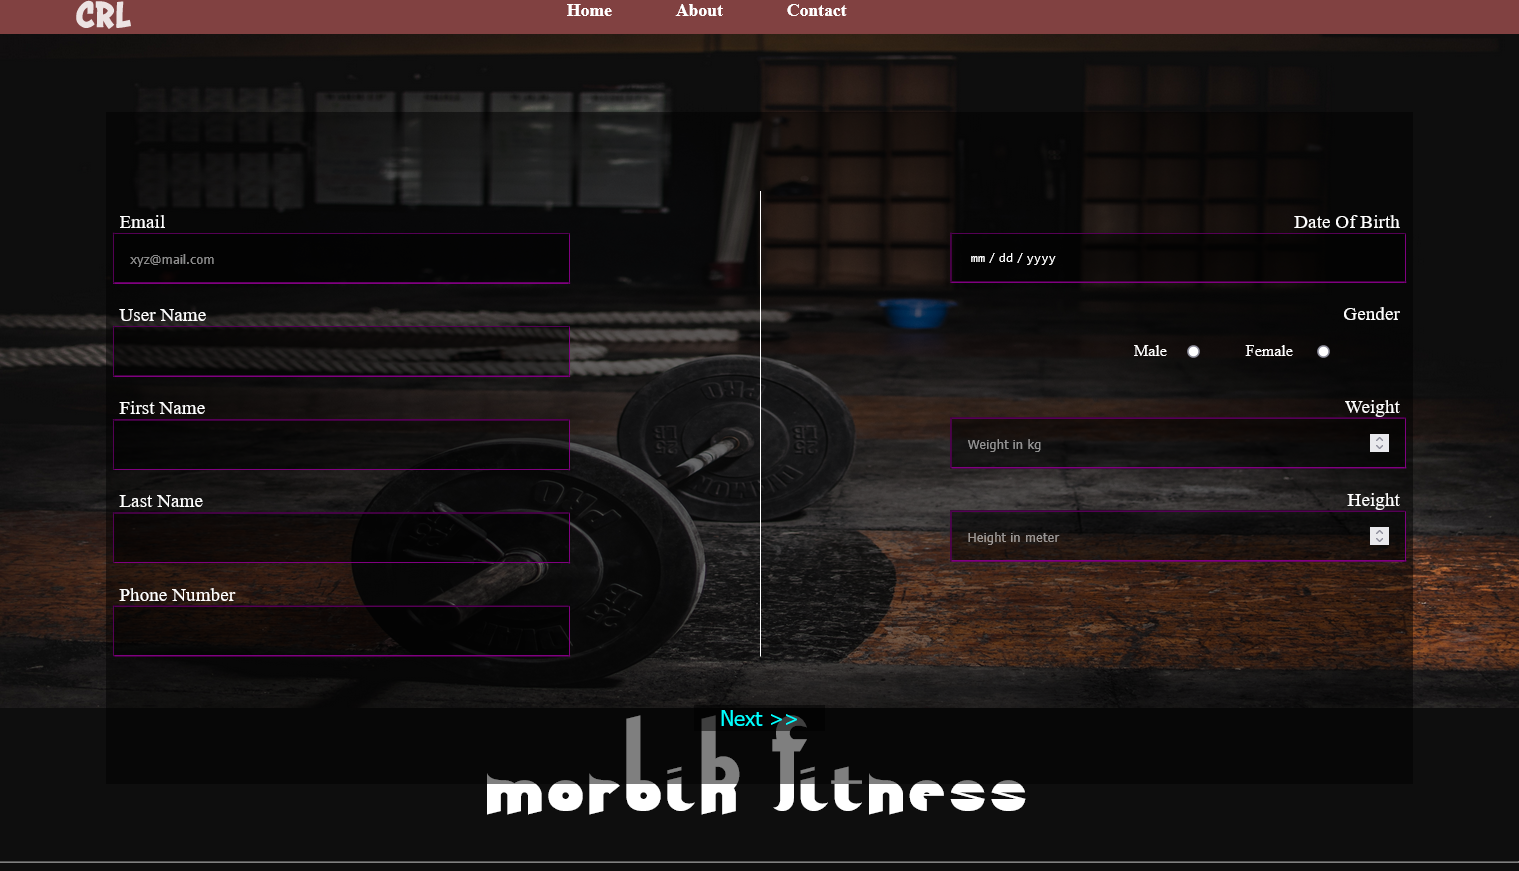 CRL
Home
About
Contact
Email
xyz@mail.com
User Name
First Name
Last Name
Phone Number
Date Of Birth
mm / dd / yyyy
Gender
Male
Female
Weight
Weight in kg
Height
Height in meter
Next >>
morbin fitness